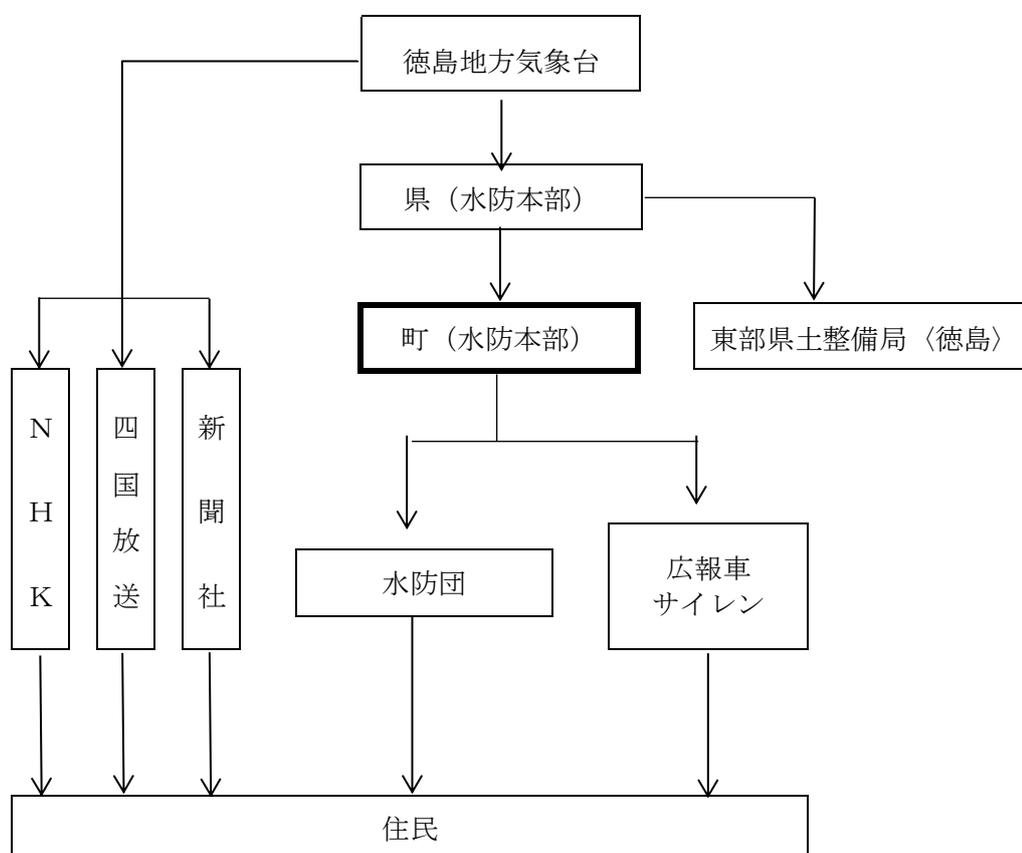 徳島地方気象台
県（水防本部）
町（水防本部）
東部県土整備局〈徳島〉
ＮＨＫ
四国放送
新聞社
水防団
広報車
サイレン
住民